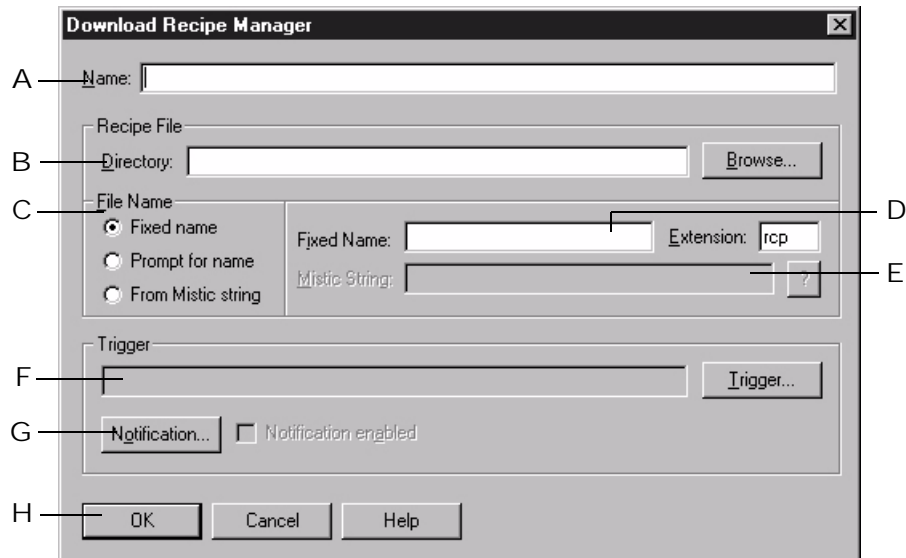 Download Recipe Manager
A
Name:
Recipe File
B
Directory:
Browse...
C
File Name
Fixed name
Prompt for name
From Mistic string
Fixed Name:
D
Extension: rcp
Mistic String:
?
E
Trigger
F
Trigger...
G
Notification...
Notification enabled
H
OK
Cancel
Help